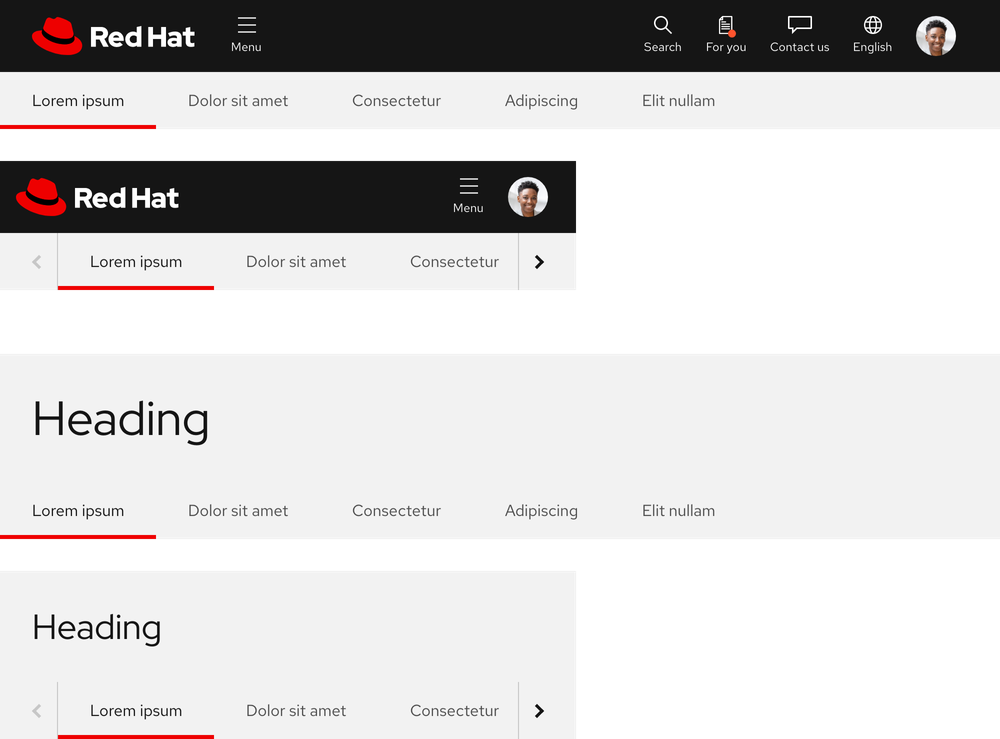 Red Hat Menu Search For you Contact us English
Lorem ipsum Dolor sit amet Consectetur Adipiscing Elit nullam
Red Hat Menu
Lorem ipsum Dolor sit amet Consectetur
Heading
Lorem ipsum Dolor sit amet Consectetur Adipiscing Elit nullam
Heading
Lorem ipsum Dolor sit amet Consectetur